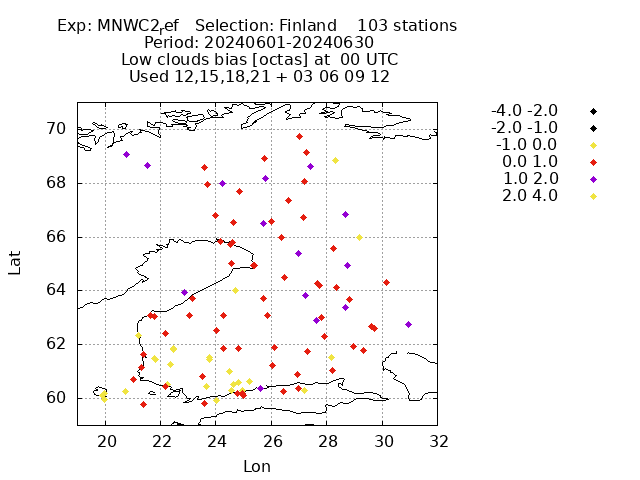 Exp: MNWC2ref   Selection: Finland    103 stations
Period: 20240601-20240630
Low clouds bias [octas] at  00 UTC
Used 12,15,18,21 + 03 06 09 12
-4.0 -2.0
-2.0 -1.0
-1.0 0.0
0.0 1.0
1.0 2.0
2.0 4.0
70
68
66
64
62
60
Lat
20 22 24 26 28 30 32
Lon